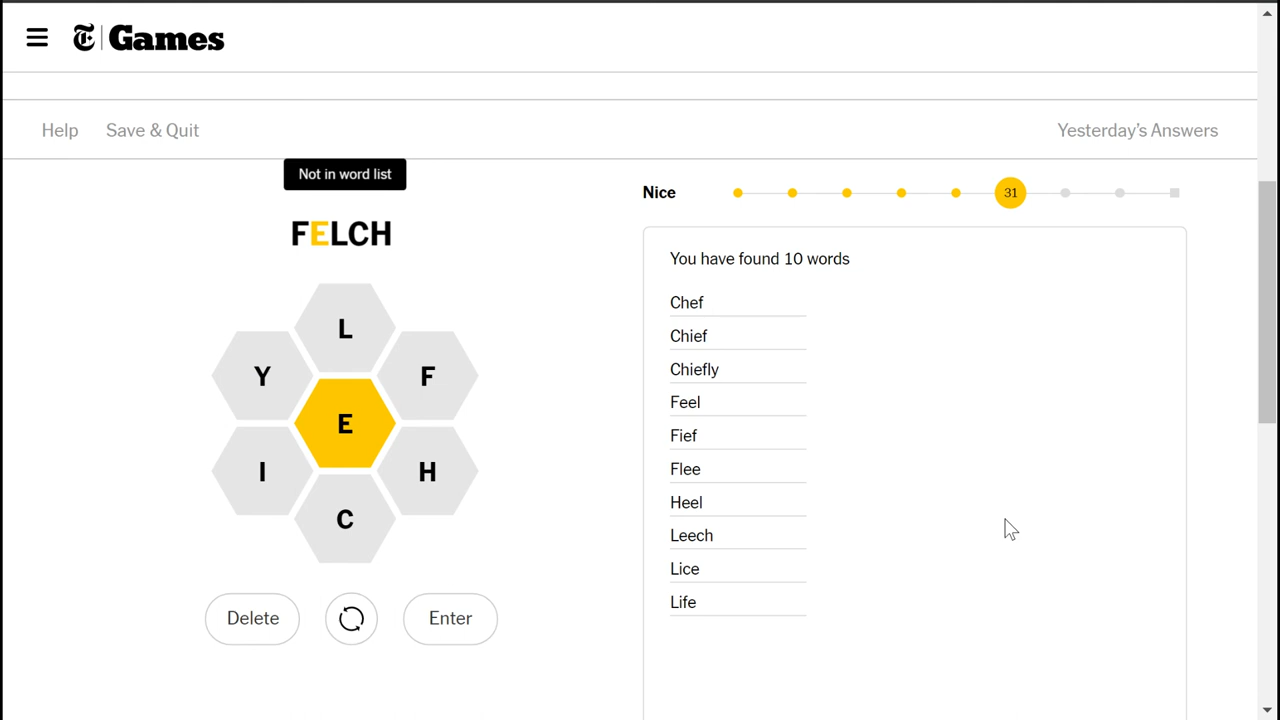 T Games
Help Save & Quit Yesterday's Answers
Not in word list
FELCH
L
Y F
E
I H
C
Delete Enter
Nice 31
You have found 10 words
Chef
Chief
Chiefly
Feel
Fief
Flee
Heel
Leech
Lice
Life